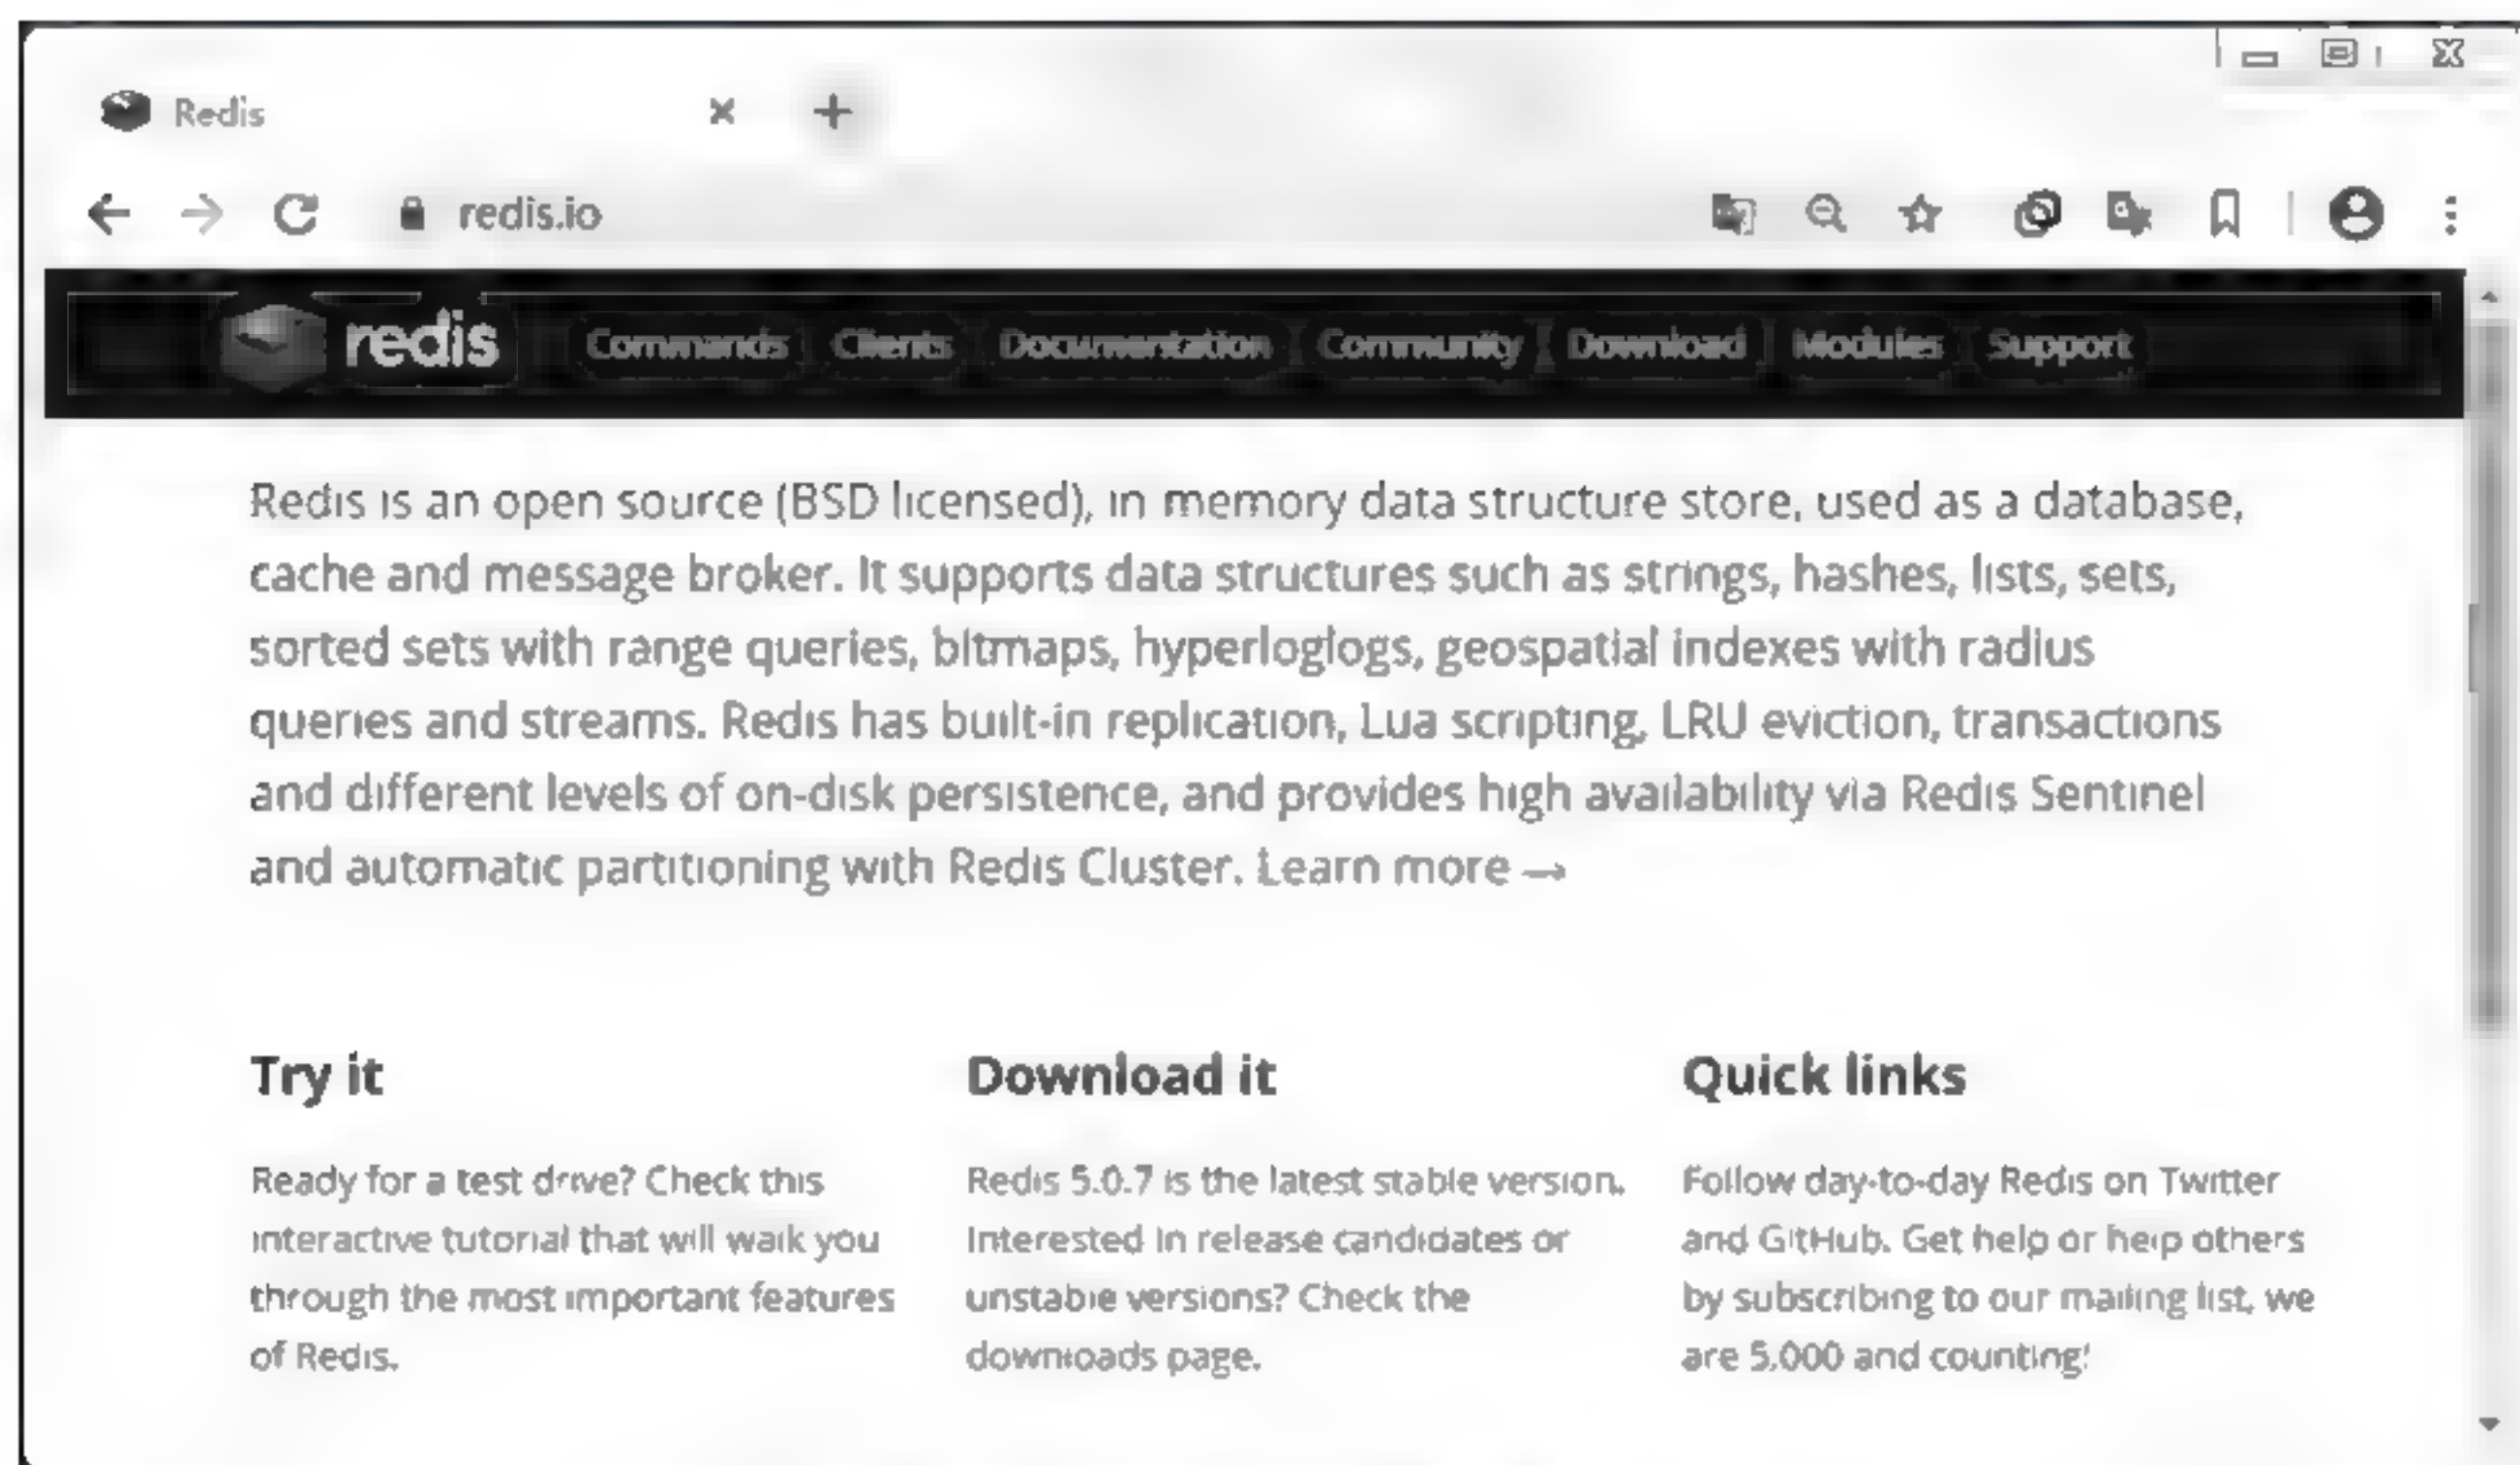 Redis
redis.io
redis Commands Clients Documentation Community Download Modules Support
Redis is an open source (BSD licensed), in memory data structure store, used as a database,
cache and message broker. It supports data structures such as strings, hashes, lists, sets,
sorted sets with range queries, bitmaps, hyperloglogs, geospatial indexes with radius
queries and streams. Redis has built-in replication, Lua scripting, LRU eviction, transactions
and different levels of on-disk persistence, and provides high availability via Redis Sentinel
and automatic partitioning with Redis Cluster. Learn more →
Try it
Ready for a test drive? Check this
interactive tutorial that will walk you
through the most important features
of Redis.
Download it
Redis 5.0.7 is the latest stable version.
Interested in release candidates or
unstable versions? Check the
downloads page.
Quick links
Follow day-to-day Redis on Twitter
and GitHub. Get help or help others
by subscribing to our mailing list, we
are 5,000 and counting!